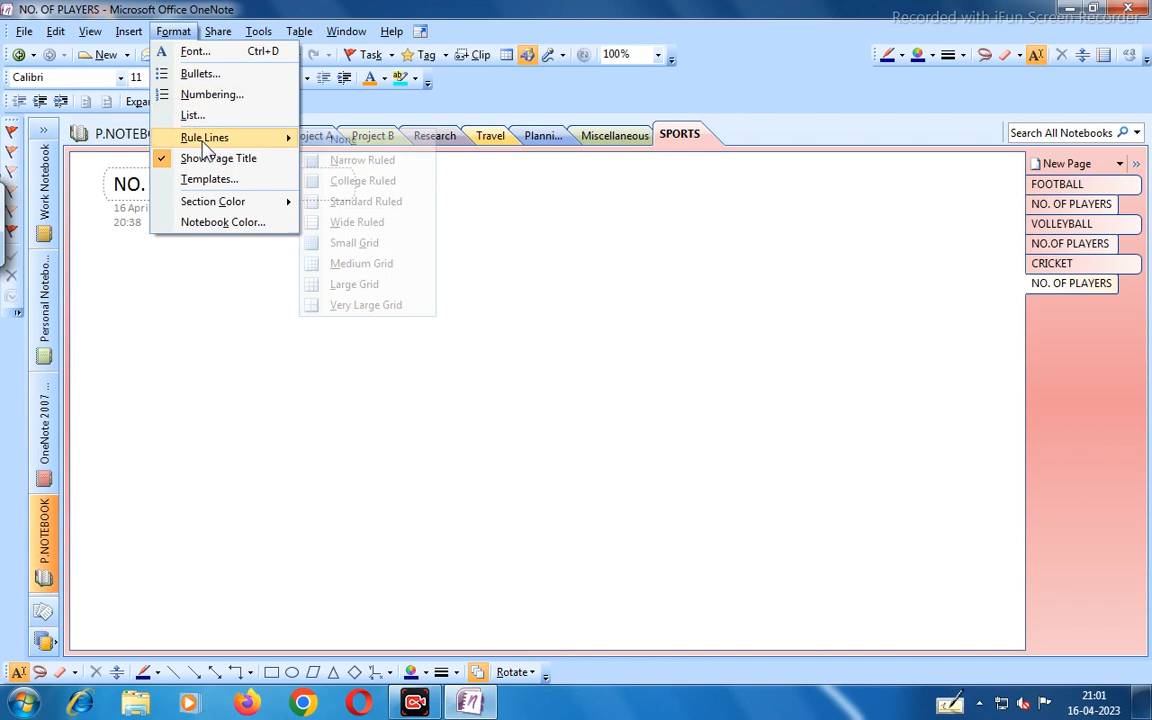 NO. OF PLAYERS - Microsoft Office OneNote
Recorded with iFun Screen Recorder
File Edit View Insert Format Share Tools Table Window Help
New Task Tag Clip 100%
Calibri 11
Font... Ctrl+D
Bullets...
Numbering...
List...
Rule Lines
Show Page Title
Templates...
Section Color
Notebook Color...
Narrow Ruled
College Ruled
Standard Ruled
Wide Ruled
Small Grid
Medium Grid
Large Grid
Very Large Grid
Project B Research Travel Planni... Miscellaneous SPORTS
Search All Notebooks
NO.
16 Apri
20:38
New Page
FOOTBALL
NO. OF PLAYERS
VOLLEYBALL
NO.OF PLAYERS
CRICKET
NO. OF PLAYERS
Work Notebook
Personal Notebo...
OneNote 2007 ...
P.NOTEBOOK
Rotate
21:01
16-04-2023